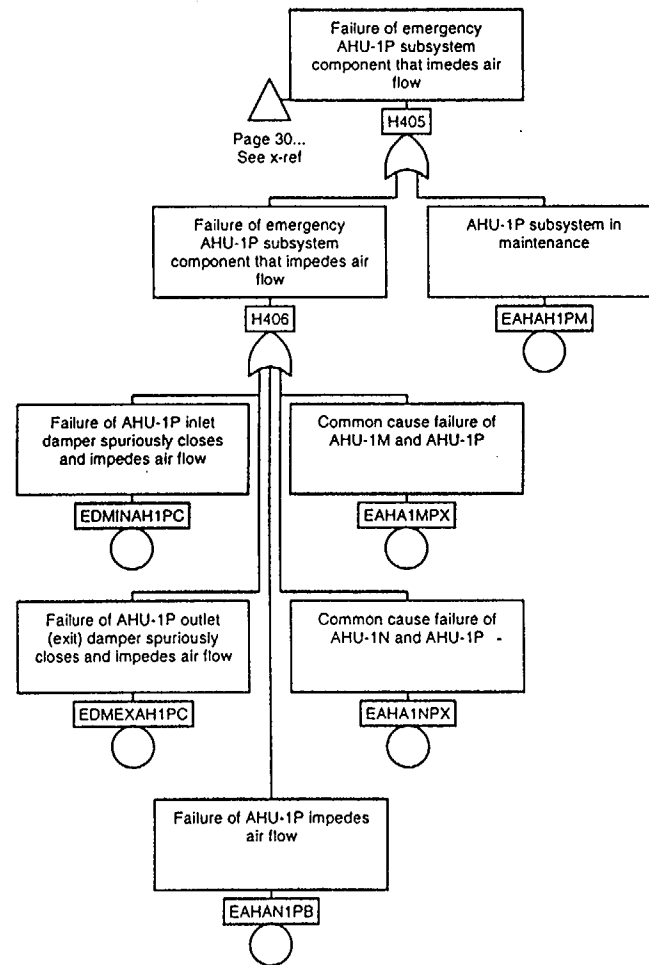 Failure of emergency
AHU-1P subsystem
component that imedes air
flow
Page 30...
See x-ref
H405
Failure of emergency
AHU-1P subsystem
component that impedes air
flow
AHU-1P subsystem in
maintenance
H406
EAHAH1PM
Failure of AHU-1P inlet
damper spuriously closes
and impedes air flow
Common cause failure of
AHU-1M and AHU-1P
EDMINAH1PC
EAHA1MPX
Failure of AHU-1P outlet
(exit) damper spuriously
closes and impedes air flow
Common cause failure of
AHU-1N and AHU-1P -
EDMEXAH1PC
EAHA1NPX
Failure of AHU-1P impedes
air flow
EAHAN1PB